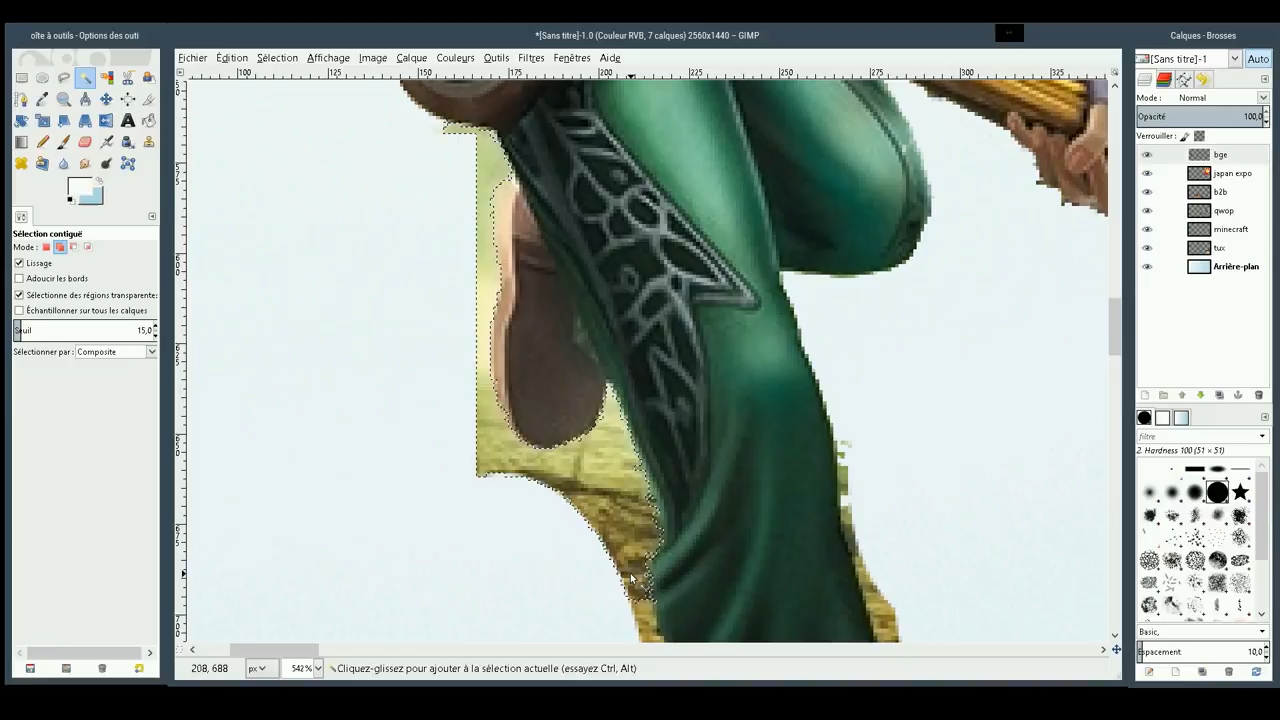 oîte à outils - Options des outi
*[Sans titre]-1.0 (Couleur RVB, 7 calques) 2560x1440 – GIMP
Calques - Brosses
Fichier Édition Sélection Affichage Image Calque Couleurs Outils Filtres Fenêtres Aide
[Sans titre]-1 Auto
100 125 150 175 200 225 250 275 300 325
Mode : Normal
Opacité 100,0
Verrouiller :
bge
japan expo
b2b
qwop
minecraft
tux
Arrière-plan
Sélection contiguë
Mode :
Lissage
Adoucir les bords
Sélectionne des régions transparente:
Échantillonner sur tous les calques
Seuil 15,0
Sélectionner par : Composite
filtre
2. Hardness 100 (51 × 51)
Basic,
Espacement 10,0
208, 688 px 542% Cliquez-glissez pour ajouter à la sélection actuelle (essayez Ctrl, Alt)